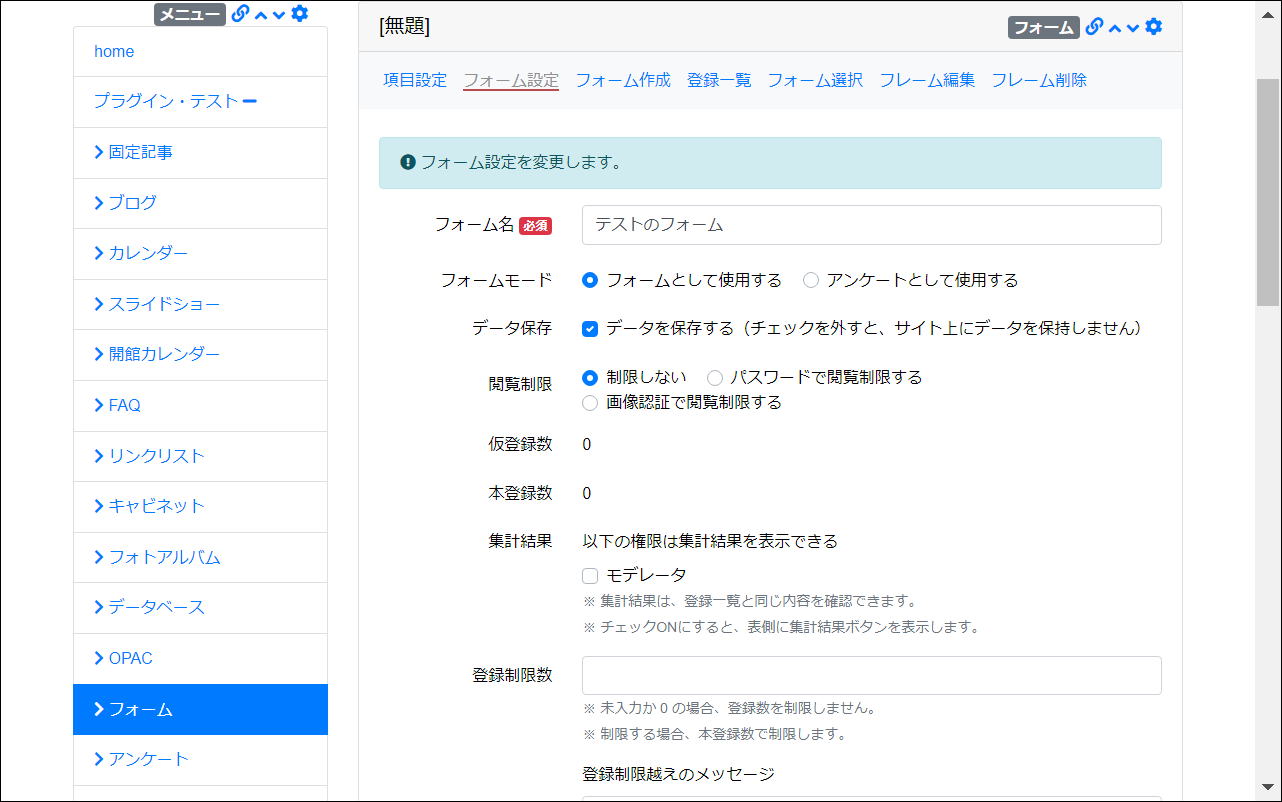 メニュー
home
プラグイン・テスト
固定記事
ブログ
カレンダー
スライドショー
開館カレンダー
FAQ
リンクリスト
キャビネット
フォトアルバム
データベース
OPAC
フォーム
アンケート
[無題]
フォーム
項目設定 フォーム設定 フォーム作成 登録一覧 フォーム選択 フレーム編集 フレーム削除
フォーム設定を変更します。
フォーム名 必須 テストのフォーム
フォームモード フォームとして使用する アンケートとして使用する
データ保存 データを保存する（チェックを外すと、サイト上にデータを保持しません）
閲覧制限 制限しない パスワードで閲覧制限する
画像認証で閲覧制限する
仮登録数 0
本登録数 0
集計結果 以下の権限は集計結果を表示できる
モデレータ
※ 集計結果は、登録一覧と同じ内容を確認できます。
※ チェックONにすると、表側に集計結果ボタンを表示します。
登録制限数
※ 未入力か 0 の場合、登録数を制限しません。
※ 制限する場合、本登録数で制限します。
登録制限越えのメッセージ